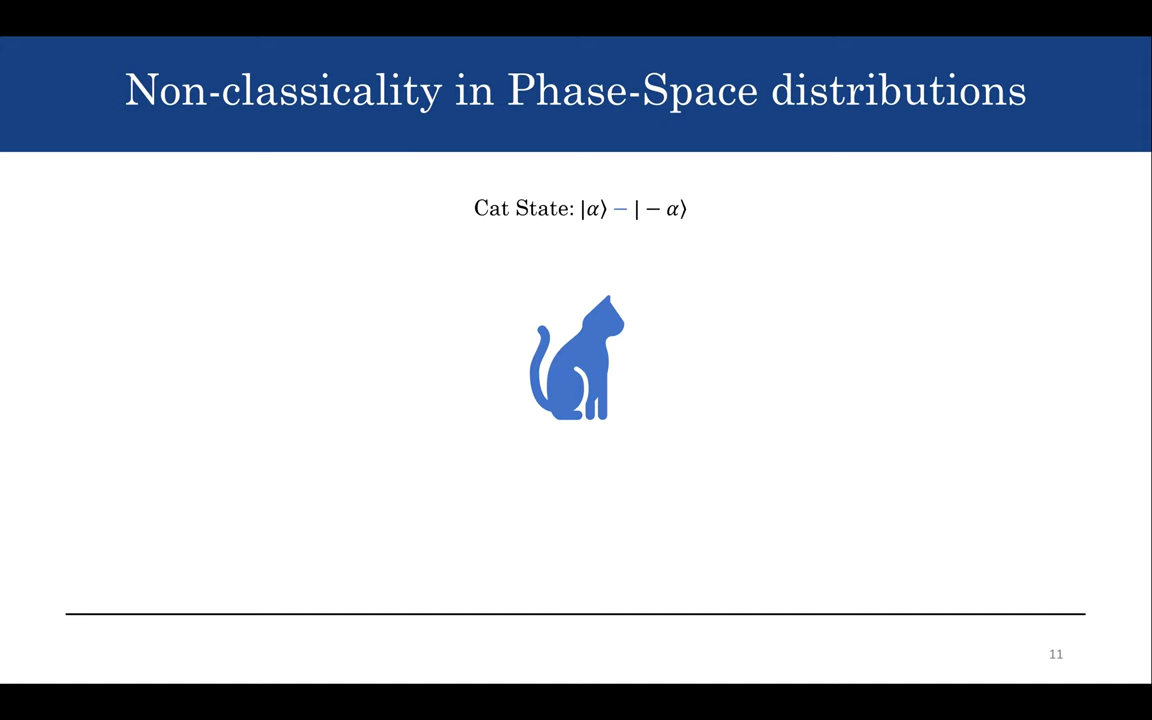 Non-classicality in Phase-Space distributions
Cat State: |α⟩ − | − α⟩
11